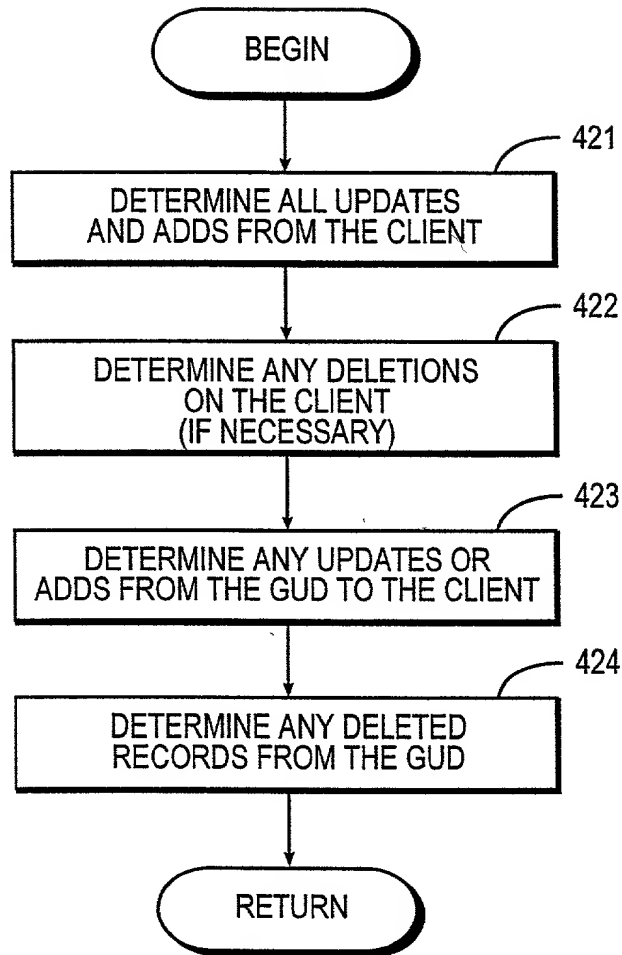 BEGIN
421
DETERMINE ALL UPDATES
AND ADDS FROM THE CLIENT
422
DETERMINE ANY DELETIONS
ON THE CLIENT
(IF NECESSARY)
423
DETERMINE ANY UPDATES OR
ADDS FROM THE GUD TO THE CLIENT
424
DETERMINE ANY DELETED
RECORDS FROM THE GUD
RETURN